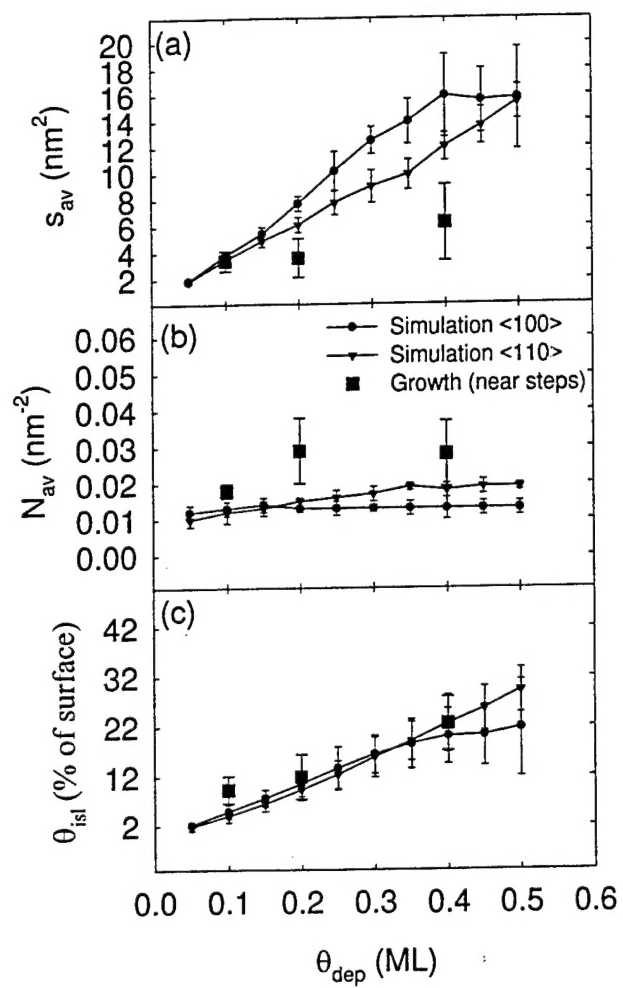 (a)
20
18
16
14
12
10
8
6
4
2
s_av (nm²)
(b)
Simulation <100>
Simulation <110>
Growth (near steps)
0.06
0.05
0.04
0.03
0.02
0.01
0.00
N_av (nm⁻²)
(c)
42
32
22
12
2
θ_isl (% of surface)
0.0 0.1 0.2 0.3 0.4 0.5 0.6
θ_dep (ML)